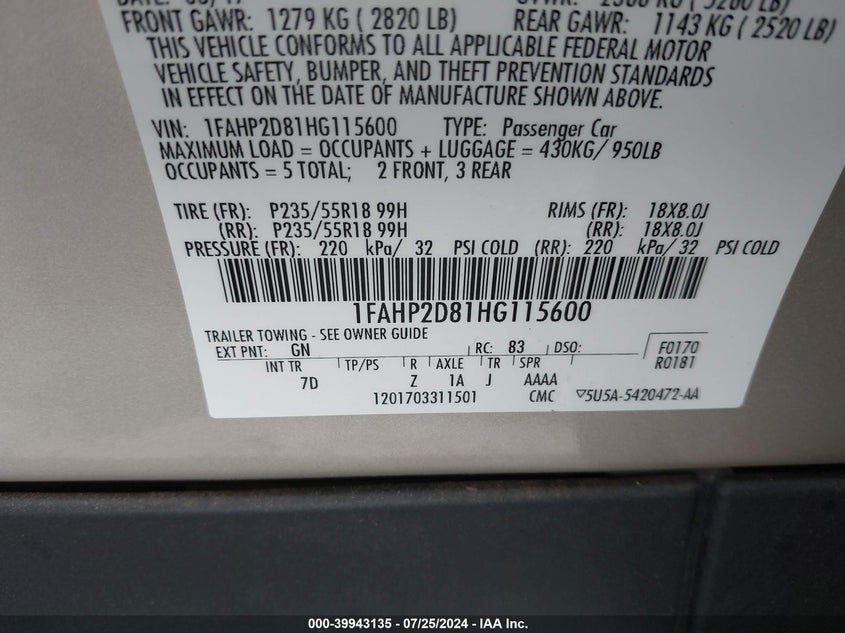 FRONT GAWR: 1279 KG ( 2820 LB) REAR GAWR: 1143 KG ( 2520 LB)
THIS VEHICLE CONFORMS TO ALL APPLICABLE FEDERAL MOTOR
VEHICLE SAFETY, BUMPER, AND THEFT PREVENTION STANDARDS
IN EFFECT ON THE DATE OF MANUFACTURE SHOWN ABOVE.
VIN: 1FAHP2D81HG115600 TYPE: Passenger Car
MAXIMUM LOAD = OCCUPANTS + LUGGAGE = 430KG/ 950LB
OCCUPANTS = 5 TOTAL; 2 FRONT, 3 REAR
TIRE (FR): P235/55R18 99H RIMS (FR): 18X8.0J
(RR): P235/55R18 99H (RR): 18X8.0J
PRESSURE (FR): 220 kPa/ 32 PSI COLD (RR): 220 kPa/ 32 PSI COLD
1FAHP2D81HG115600
TRAILER TOWING - SEE OWNER GUIDE
EXT PNT: GN RC: 83 DSO: F0170
R0181
INT TR TP/PS R AXLE TR SPR
7D Z 1A J AAAA
1201703311501 CMC ▽5U5A-5420472-AA
000-39943135 - 07/25/2024 - IAA Inc.